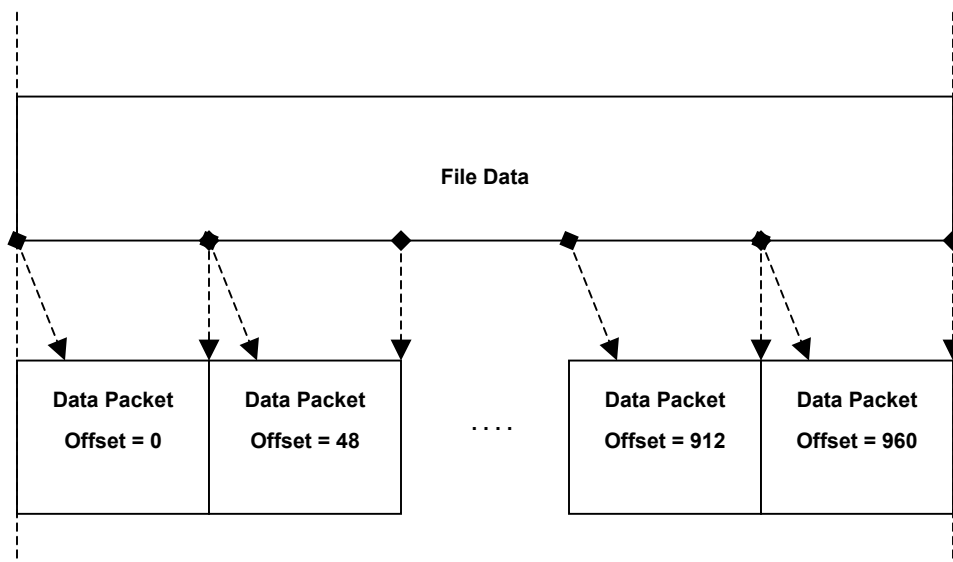 File Data
Data Packet
Offset = 0
Data Packet
Offset = 48
. . . .
Data Packet
Offset = 912
Data Packet
Offset = 960